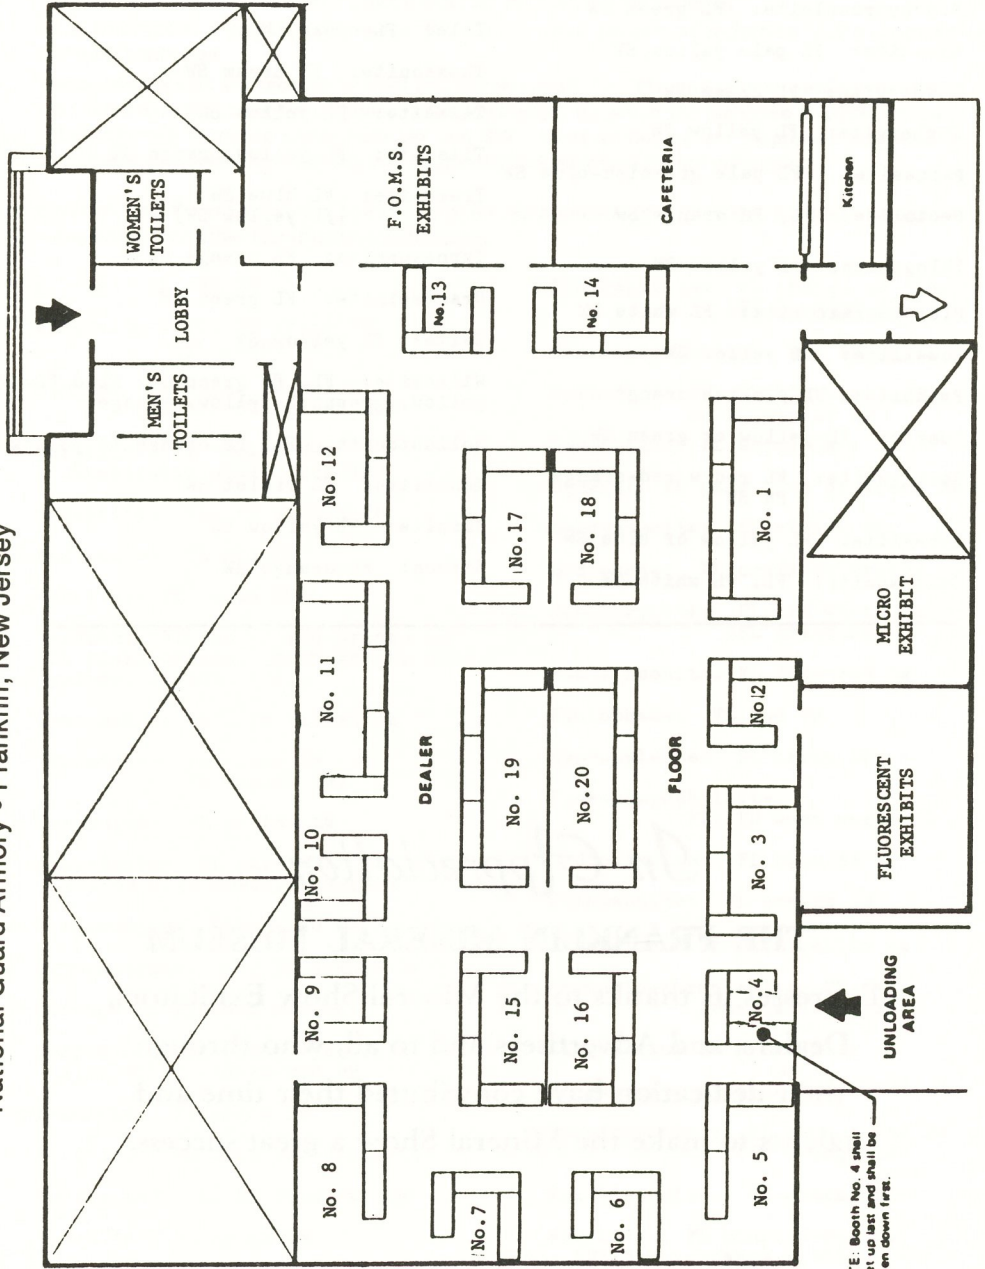 National Guard Armory • Franklin, New Jersey
WOMEN'S
TOILETS
LOBBY
MEN'S
TOILETS
F.O.M.S.
EXHIBITS
CAFETERIA
Kitchen
No.13
No. 14
No. 12
No. 11
No. 10
No. 9
No. 8
No.17
No. 18
No. 1
DEALER
No. 19
No.20
FLOOR
No.2
No. 3
MICRO
EXHIBIT
FLUORESCENT
EXHIBITS
No. 15
No. 16
No.4
UNLOADING
AREA
No.7
No. 6
No. 5
Booth No. 4 shall
up last and shall be
down first.